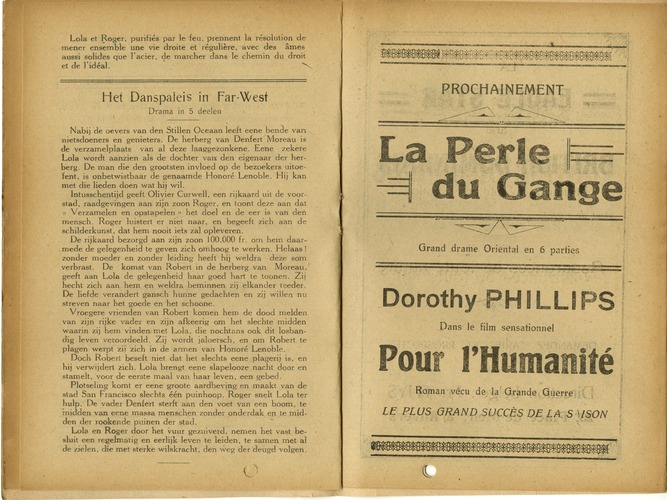 Lola et Roger, purifiés par le feu, prennent la résolution de
mener ensemble une vie droite et régulière, avec des âmes
aussi solides que l'acier, de marcher dans le chemin du droit
et de l'idéal.
Het Danspaleis in Far-West
Drama in 5 deelen
Nabij de oevers van den Stillen Oceaan leeft eene bende van
nietsdoeners en genieters. De herberg van Denfert Moreau is
de verzamelplaats van al deze laaggezonkene. Eene zekere
Lola wordt aanzien als de dochter van den eigenaar der her-
berg. De man die den grootsten invloed op de bezoekers uitoe-
fent, is onbetwistbaar de genaamde Honoré Lenoble. Hij kan
met die lieden doen wat hij wil.
Intusschentijd geeft Olivier Curwell, een rijkaard uit de voor-
stad, raadgevingen aan zijn zoon Roger, en toont deze aan dat
« Verzamelen en opstapelen » het doel en de eer is van den
mensch. Roger luistert er niet naar, en begeeft zich aan de
schilderkunst, dat hem nooit iets zal opleveren.
De rijkaard bezorgd aan zijn zoon 100.000 fr. om hem daar-
mede de gelegenheid te geven zich omhoog te werken. Helaas!
zonder moeder en zonder leiding heeft hij weldra deze som
verbrast. De komst van Robert in de herberg van Moreau,
geeft aan Lola de gelegenheid haar goed hart te toonen. Zij
hecht zich aan hem en weldra beminnen zij elkander teeder.
De liefde verandert gansch hunne gedachten en zij willen nu
streven naar het goede en het schoone.
Vroegere vrienden van Robert komen hem de dood melden
van zijn rijke vader en zijn afkeerig om het slechte midden
waarin zij hem vinden met Lola, die nochtans ook dit losban-
dig leven veroordeelt. Zij wordt jaloersch, en om Robert te
plagen werpt zij zich in de armen van Honoré Lenoble.
Doch Robert beseft niet dat het slechts eene plagerij is, en
hij verwijdert zich. Lola brengt eene slapelooze nacht door en
stamelt, voor de eerste maal van haar leven, een gebed.
Plotseling komt er eene groote aardbeving en maakt van de
stad San Francisco slechts één puinhoop. Roger snelt Lola ter
hulp. De vader Denfert sterft aan den voet van een boom, te
midden van eene massa menschen zonder onderdak en te mid-
den der rookende puinen der stad.
Lola en Roger door het vuur gezuiverd, nemen het vast be-
sluit een regelmatig en eerlijk leven te leiden, te samen met al
de zielen, die met sterke wilskracht, den weg der deugd volgen.
PROCHAINEMENT
La Perle
du Gange
Grand drame Oriental en 6 parties
Dorothy PHILLIPS
Dans le film sensationnel
Pour l'Humanité
Roman vécu de la Grande Guerre
LE PLUS GRAND SUCCÈS DE LA SAISON